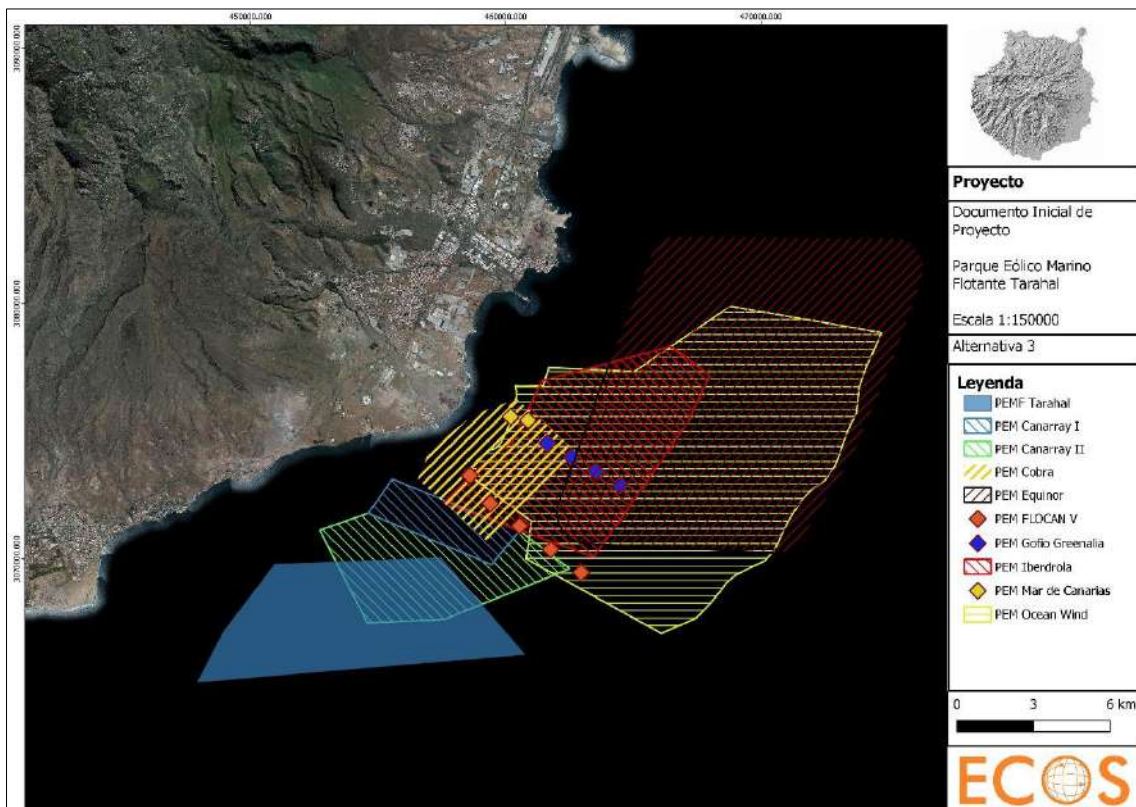 450000.000
460000.000
470000.000
3090000.000
3080000.000
3070000.000
Proyecto
Documento Inicial de
Proyecto
Parque Eólico Marino
Flotante Tarahal
Escala 1:150000
Alternativa 3
Leyenda
PEMF Tarahal
PEM Canarray I
PEM Canarray II
PEM Cobra
PEM Equinor
PEM FLOCAN V
PEM Gofio Greenalia
PEM Iberdrola
PEM Mar de Canarias
PEM Ocean Wind
0 3 6 km
ECOS